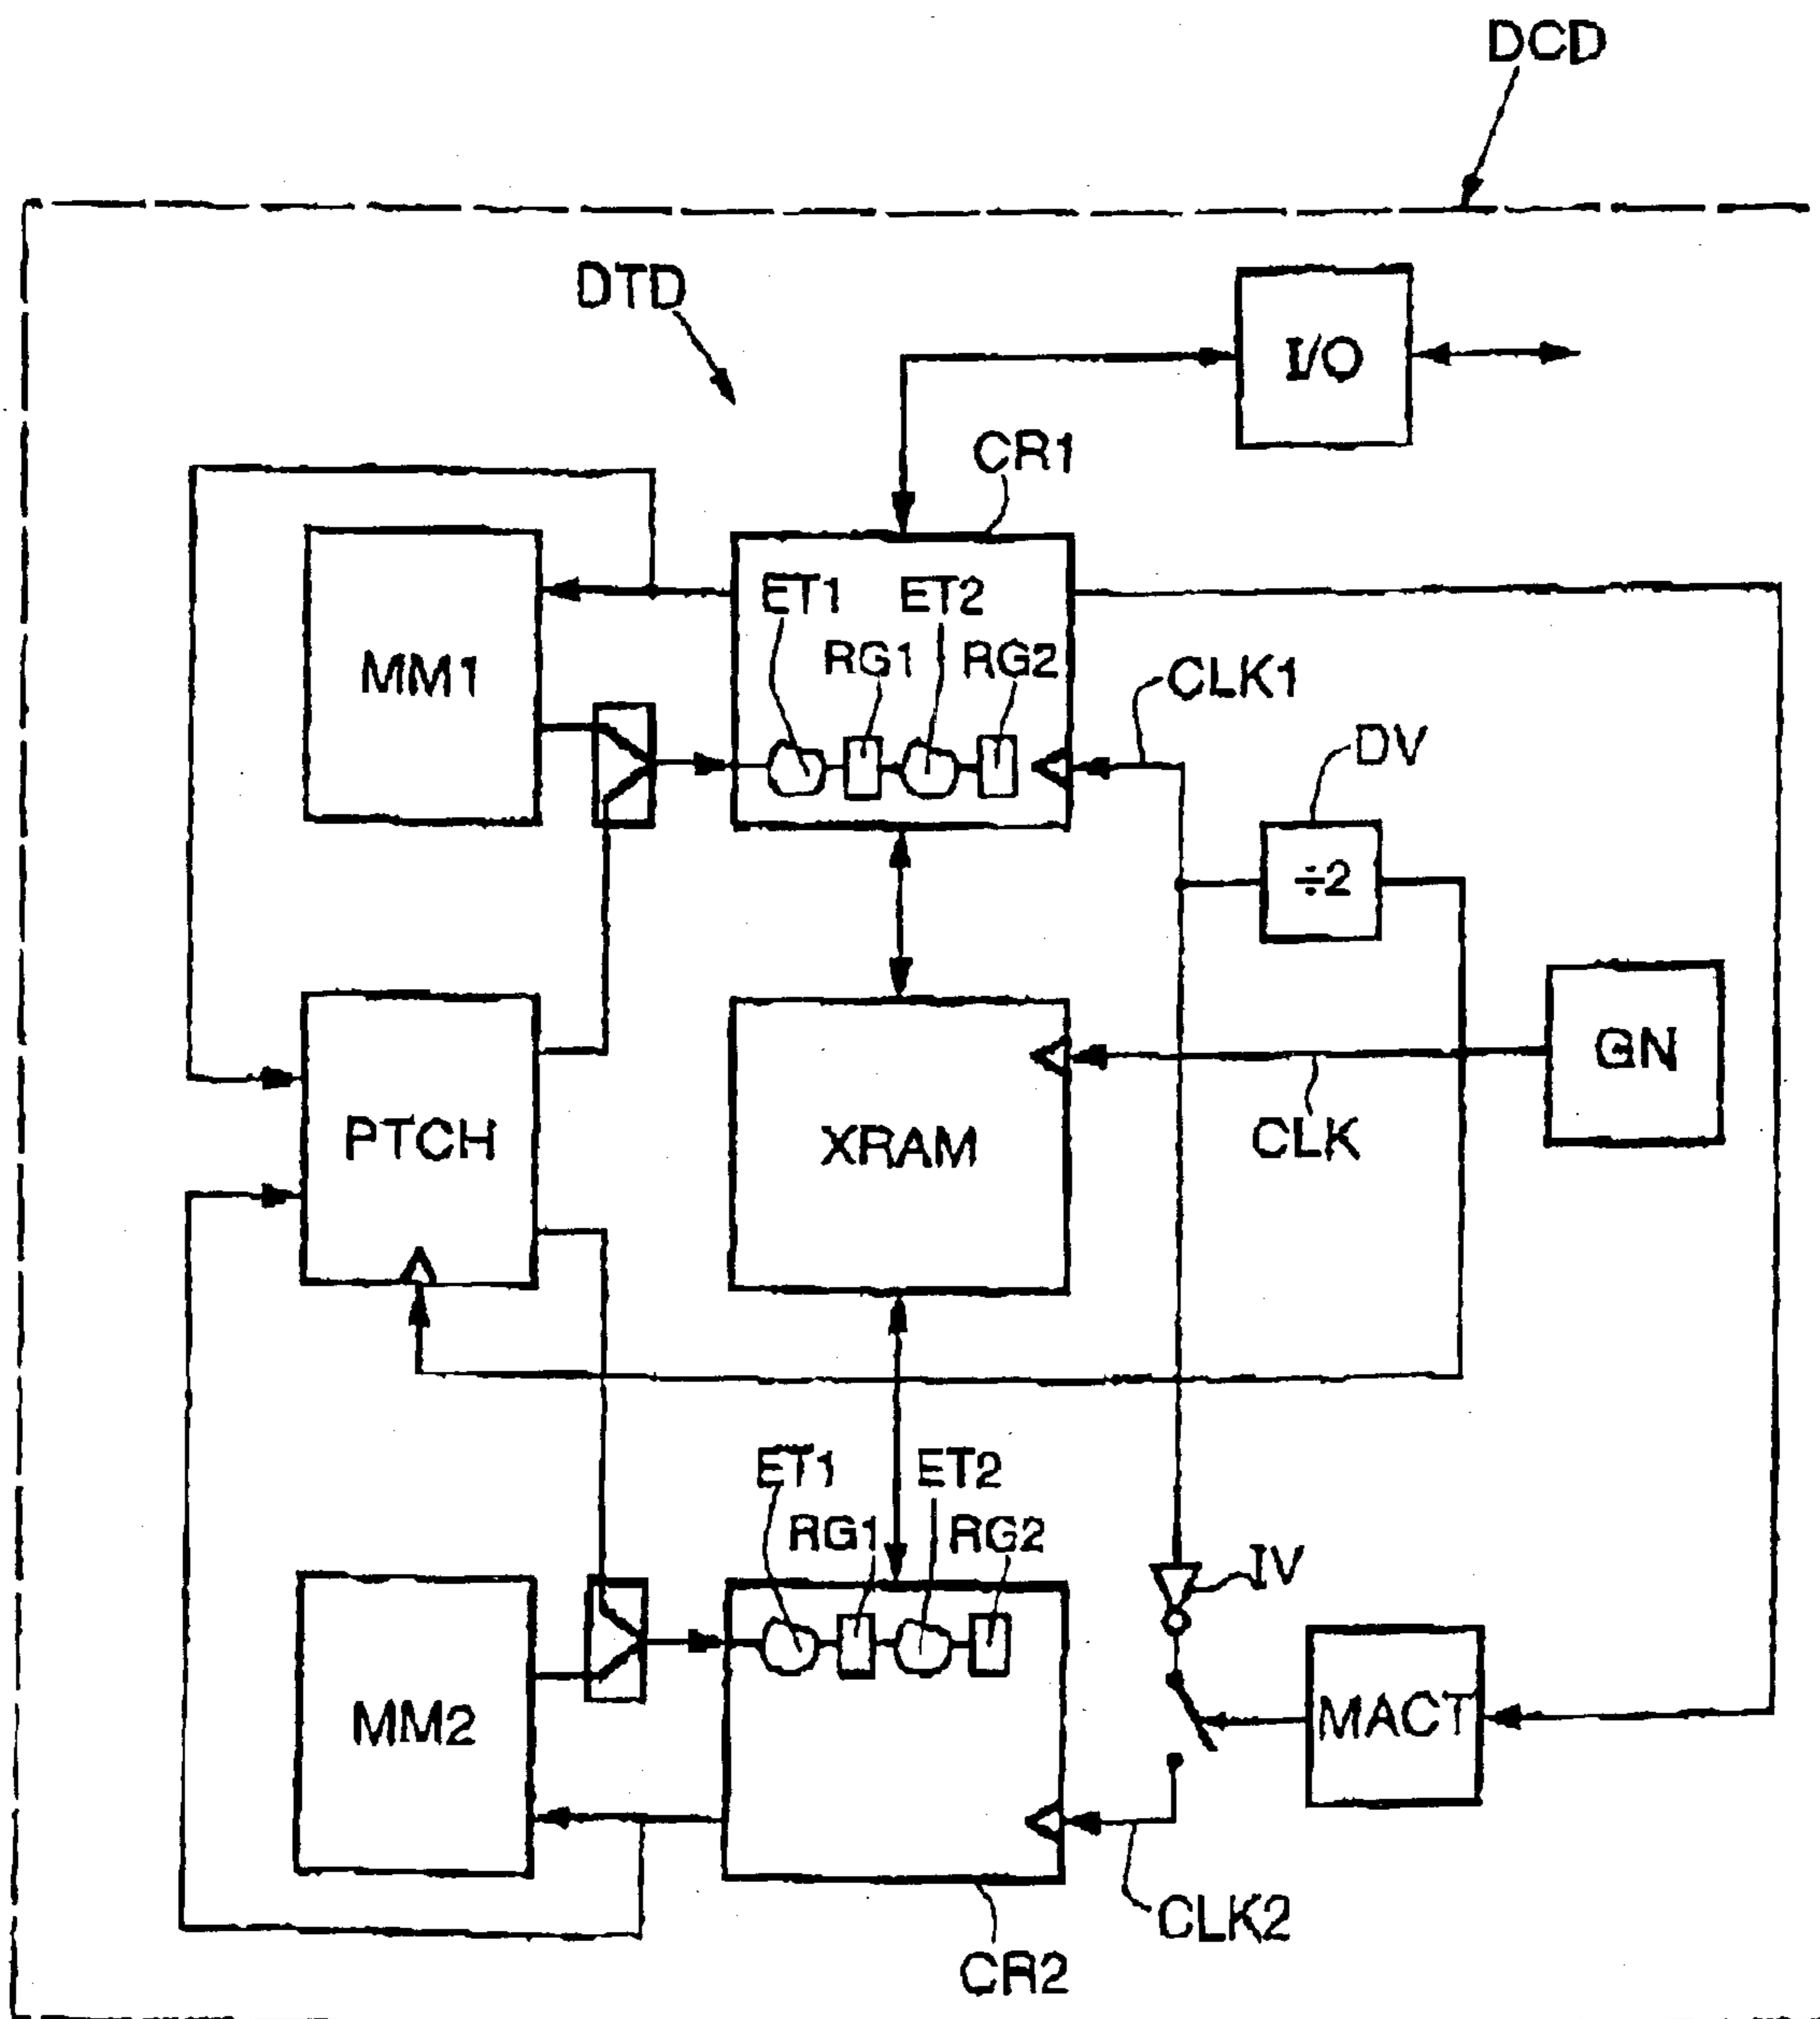 DCD
DTD
I/O
CR1
ET1 ET2
RG1 RG2
MM1
CLK1
DV
÷2
GN
PTCH
XRAM
CLK
ET1 ET2
RG1 RG2
IV
MM2
MACT
CLK2
CR2